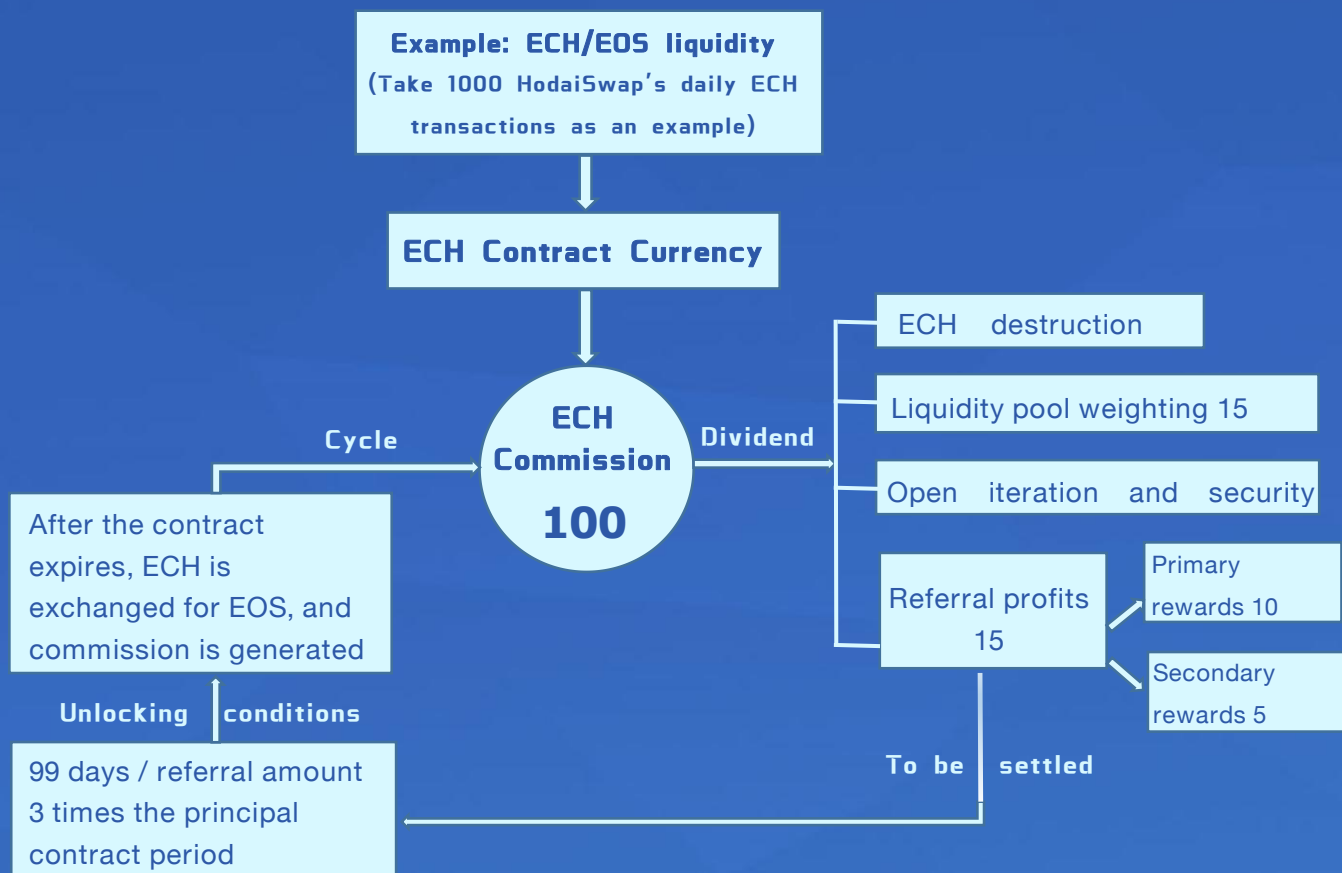 Example: ECH/EOS liquidity
(Take 1000 HodaiSwap's daily ECH
transactions as an example)
ECH Contract Currency
ECH
Commission
100
Cycle
Dividend
ECH destruction
Liquidity pool weighting 15
Open iteration and security
Referral profits
15
Primary
rewards 10
Secondary
rewards 5
After the contract
expires, ECH is
exchanged for EOS, and
commission is generated
Unlocking conditions
To be settled
99 days / referral amount
3 times the principal
contract period